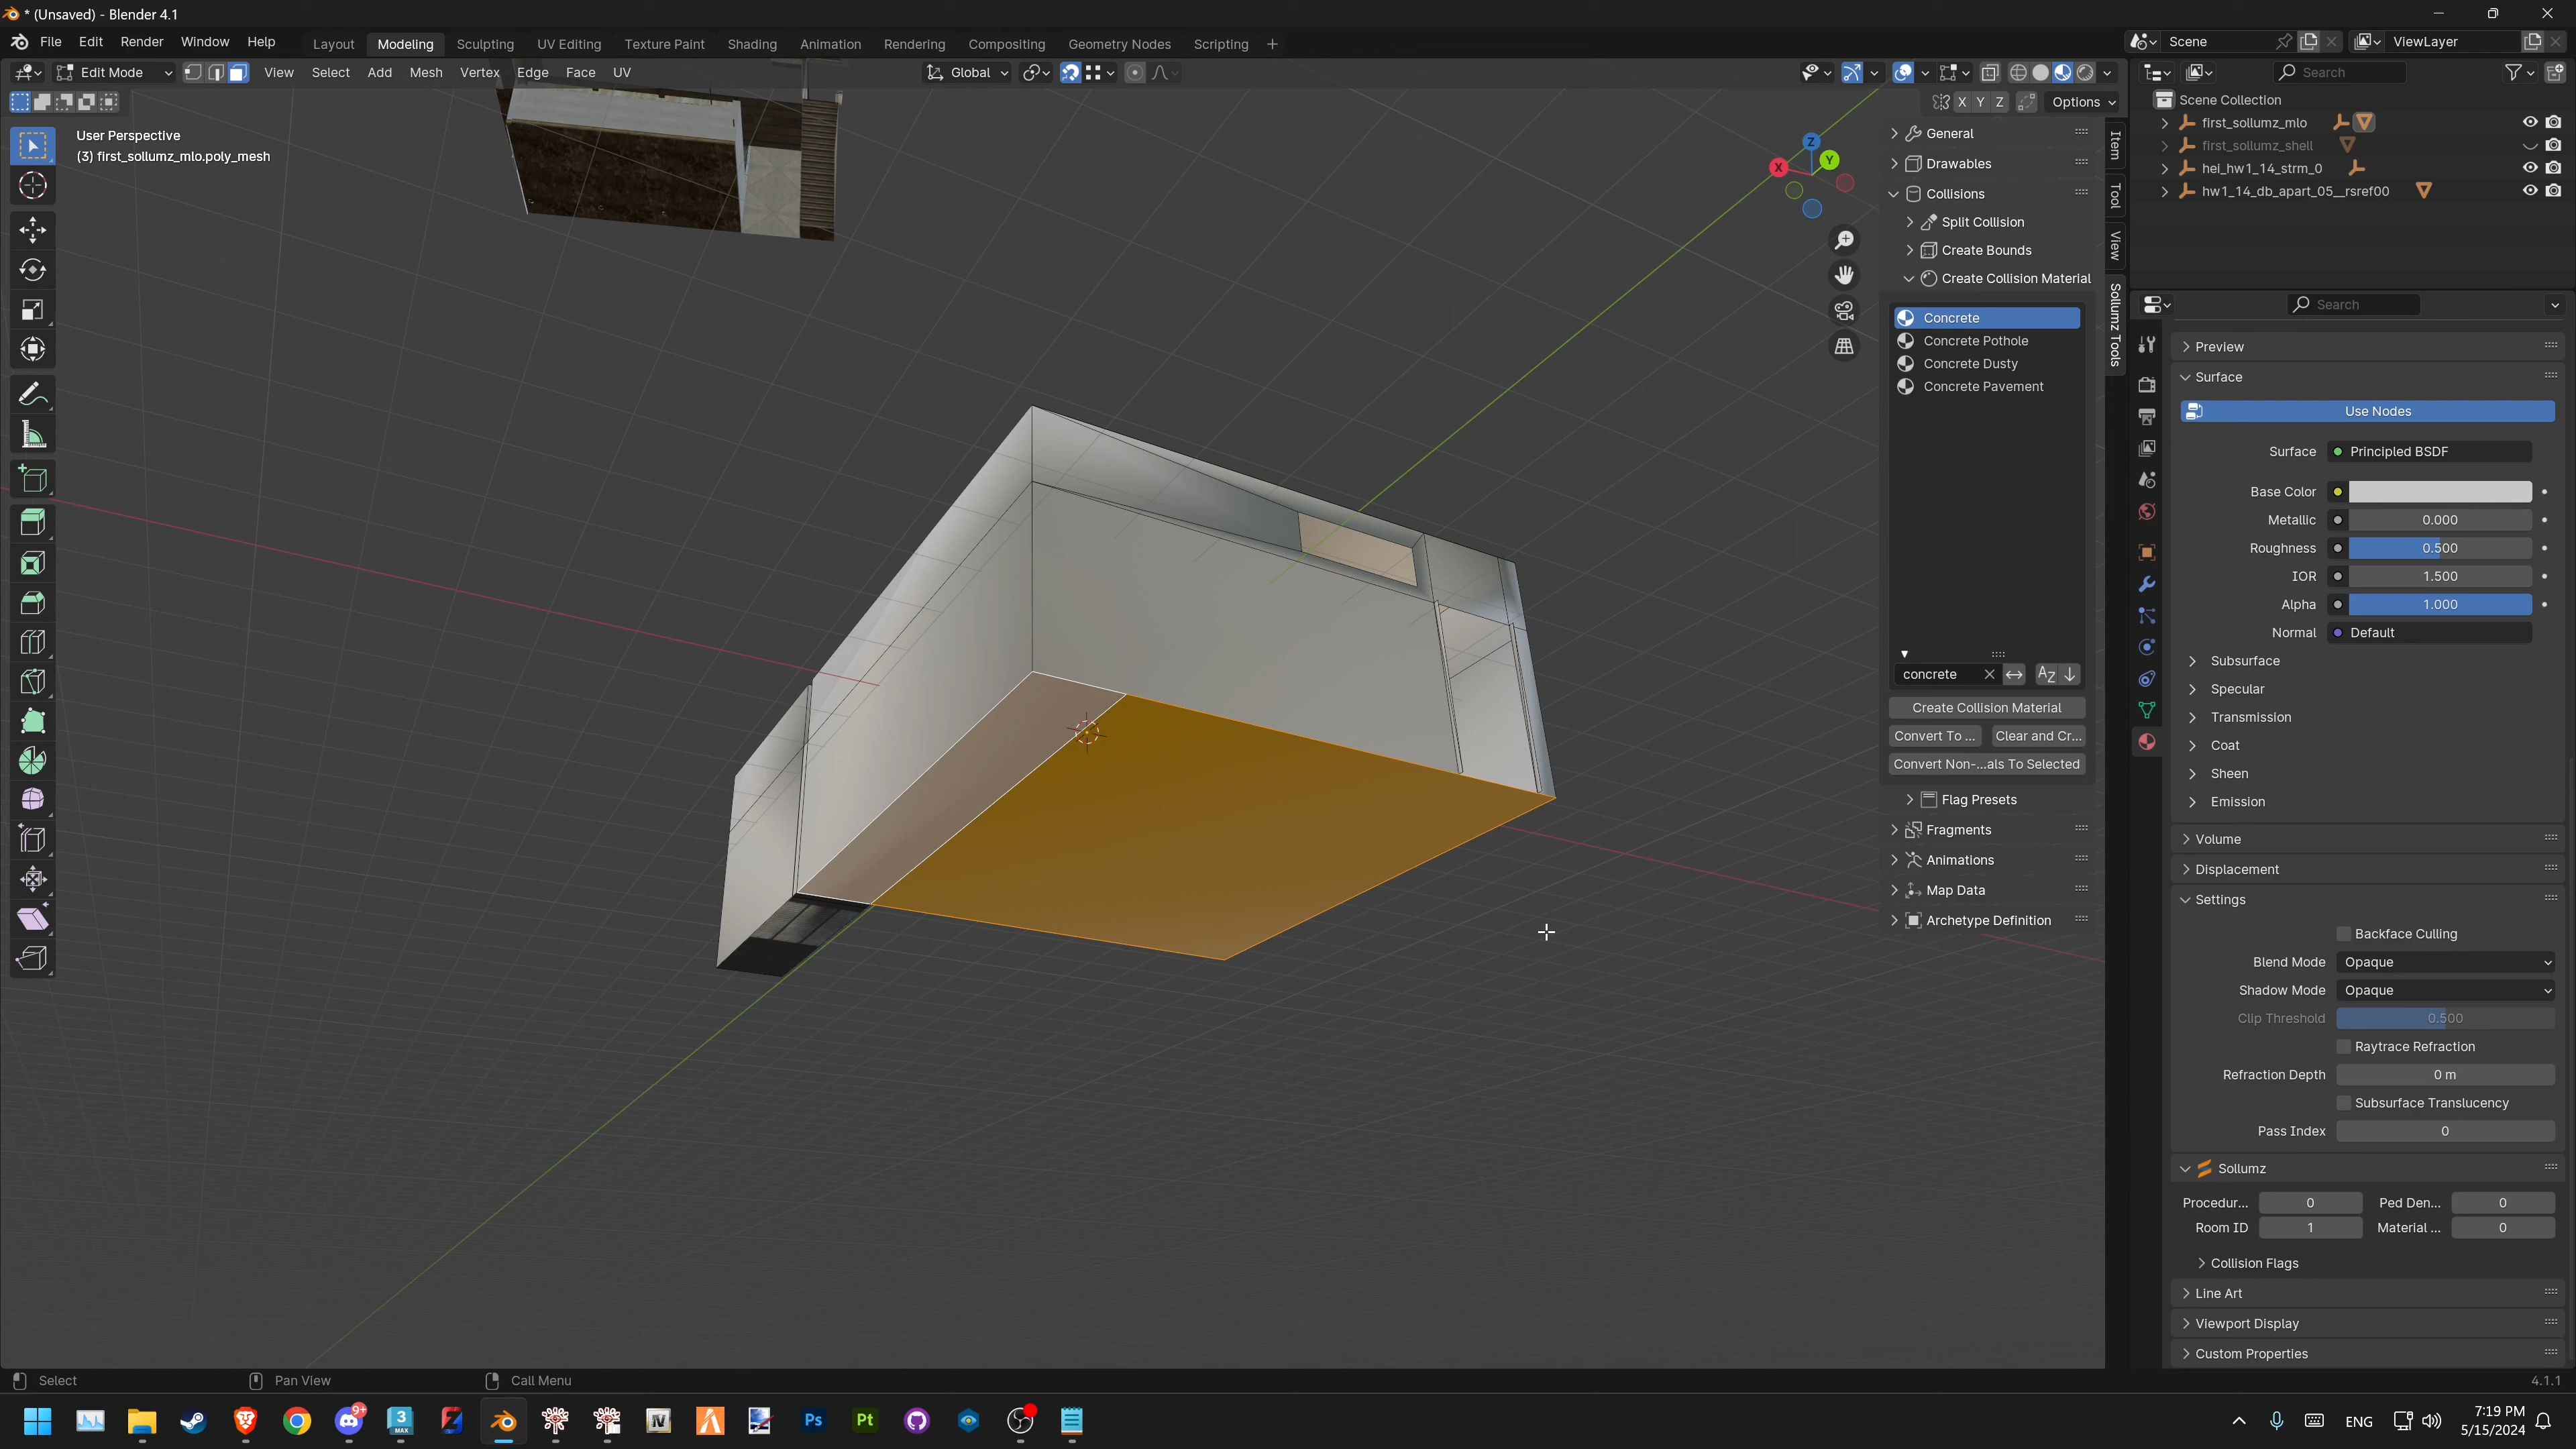 * (Unsaved) - Blender 4.1
File Edit Render Window Help Layout Modeling Sculpting UV Editing Texture Paint Shading Animation Rendering Compositing Geometry Nodes Scripting +
Scene
ViewLayer
Edit Mode View Select Add Mesh Vertex Edge Face UV
Global
Search
X Y Z Options
User Perspective
(3) first_sollumz_mlo.poly_mesh
Scene Collection
first_sollumz_mlo
first_sollumz_shell
hei_hw1_14_strm_0
hw1_14_db_apart_05__rsref00
Z
Y
X
General
Drawables
Collisions
Split Collision
Create Bounds
Create Collision Material
Concrete
Concrete Pothole
Concrete Dusty
Concrete Pavement
concrete
AZ
Create Collision Material
Convert To ... Clear and Cr...
Convert Non-...als To Selected
Flag Presets
Fragments
Animations
Map Data
Archetype Definition
Item
Tool
View
Sollumz Tools
Search
Preview
Surface
Use Nodes
Surface Principled BSDF
Base Color
Metallic 0.000
Roughness 0.500
IOR 1.500
Alpha 1.000
Normal Default
Subsurface
Specular
Transmission
Coat
Sheen
Emission
Volume
Displacement
Settings
Backface Culling
Blend Mode Opaque
Shadow Mode Opaque
Clip Threshold 0.500
Raytrace Refraction
Refraction Depth 0 m
Subsurface Translucency
Pass Index 0
Sollumz
Procedur... 0 Ped Den... 0
Room ID 1 Material ... 0
Collision Flags
Line Art
Viewport Display
Custom Properties
Select Pan View Call Menu
4.1.1
9+
3
MAX
IV
Ps
Pt
ENG
7:19 PM
5/15/2024